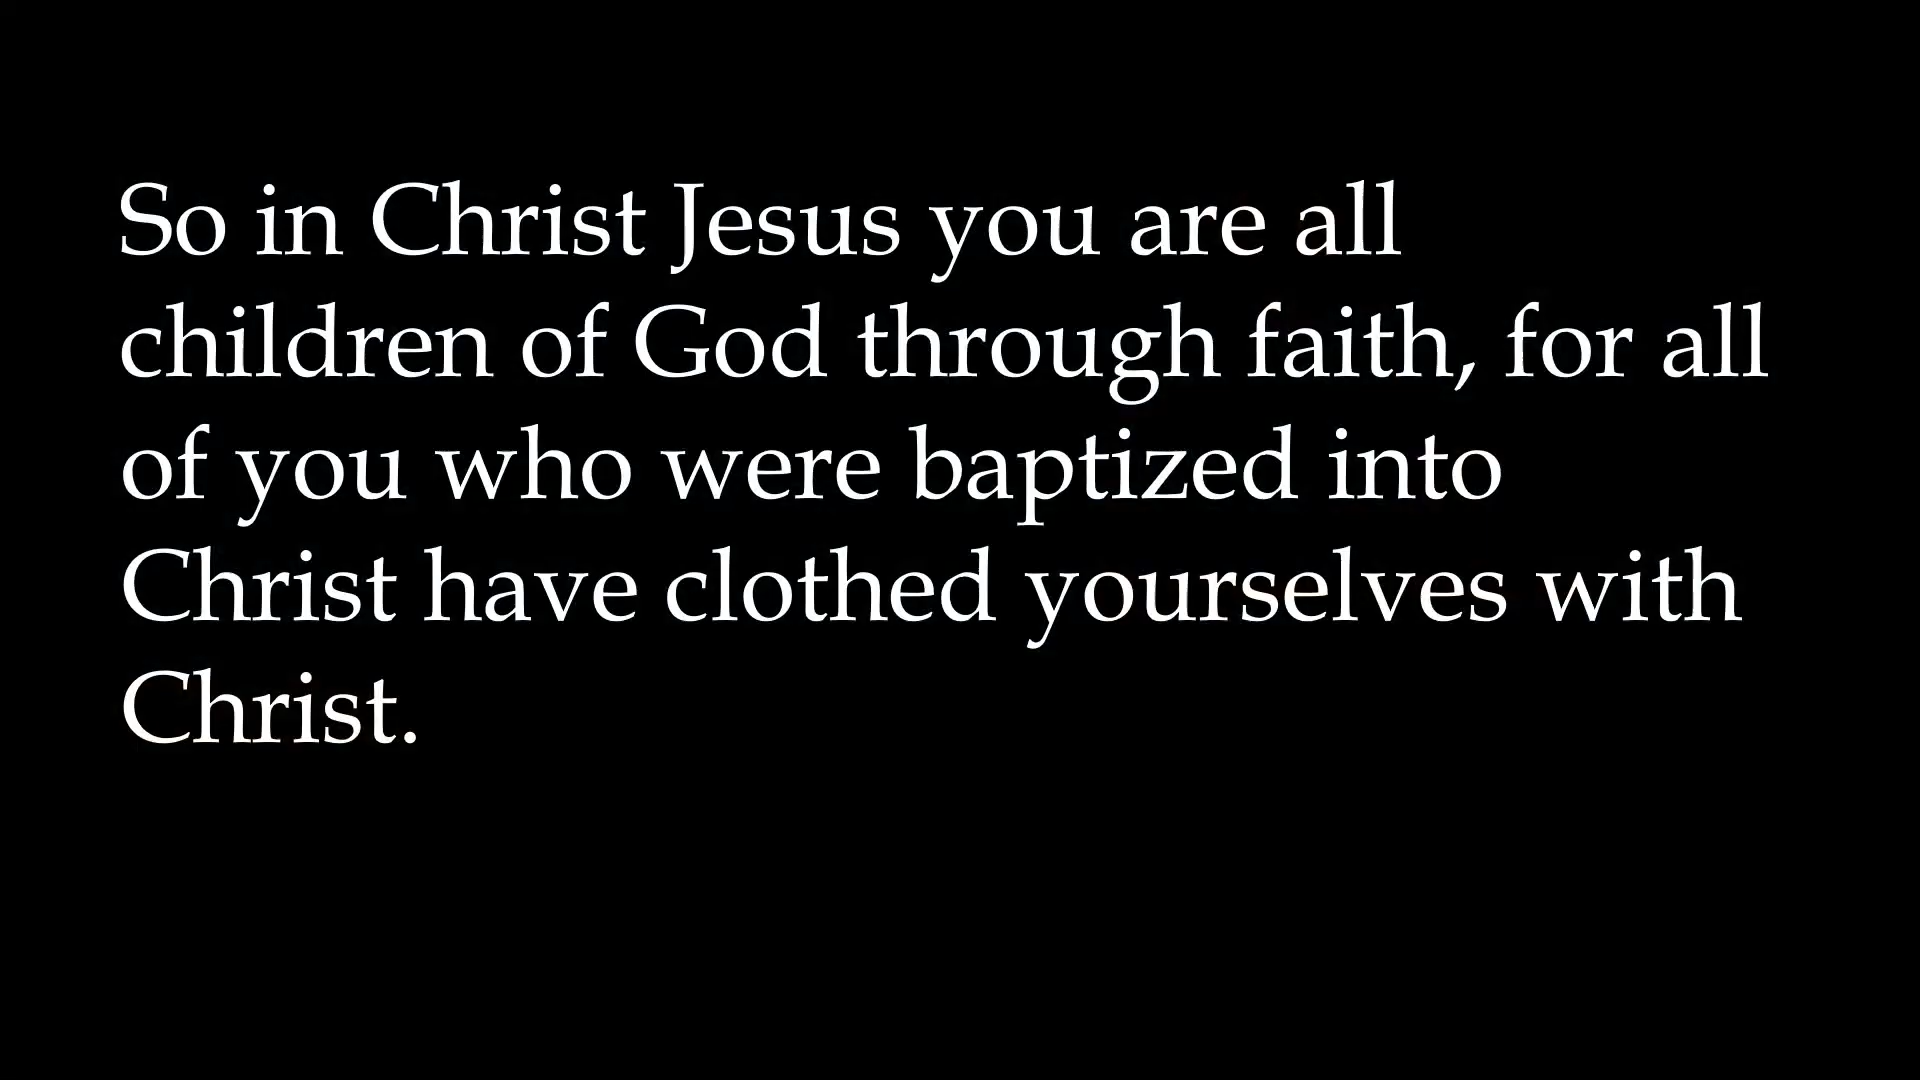 So in Christ Jesus you are all
children of God through faith, for all
of you who were baptized into
Christ have clothed yourselves with
Christ.